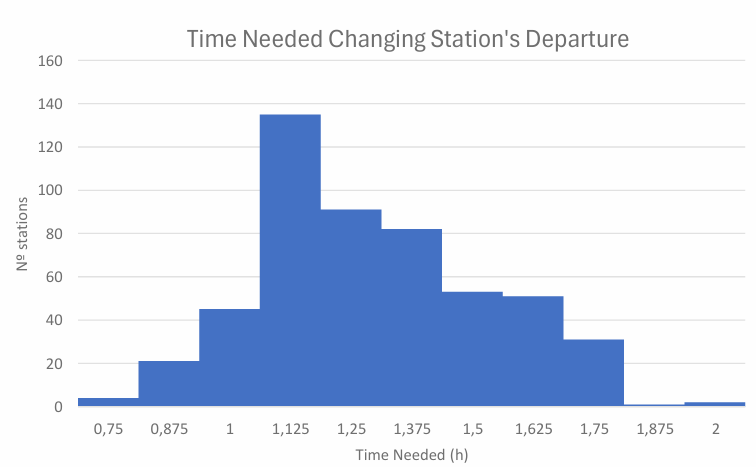 Time Needed Changing Station's Departure
160
140
120
100
80
60
40
20
0
Nº stations
0,75 0,875 1 1,125 1,25 1,375 1,5 1,625 1,75 1,875 2
Time Needed (h)